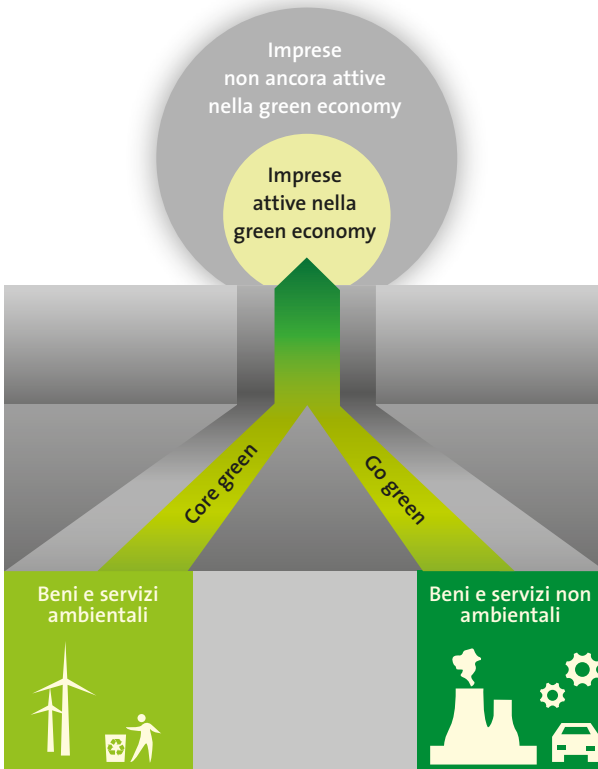 Imprese
non ancora attive
nella green economy
Imprese
attive nella
green economy
Core green
Go green
Beni e servizi
ambientali
Beni e servizi non
ambientali